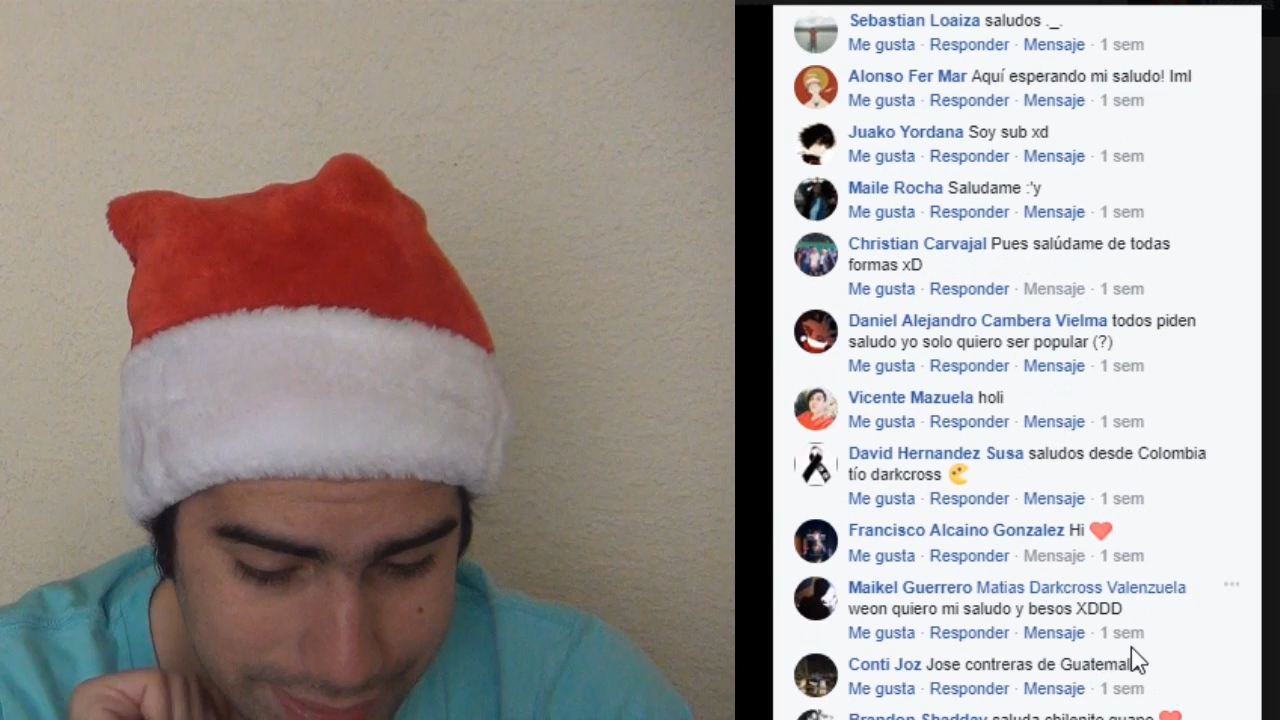 Sebastian Loaiza saludos ._.
Me gusta · Responder · Mensaje · 1 sem
Alonso Fer Mar Aquí esperando mi saludo! lml
Me gusta · Responder · Mensaje · 1 sem
Juako Yordana Soy sub xd
Me gusta · Responder · Mensaje · 1 sem
Maile Rocha Saludame :'y
Me gusta · Responder · Mensaje · 1 sem
Christian Carvajal Pues salúdame de todas
formas xD
Me gusta · Responder · Mensaje · 1 sem
Daniel Alejandro Cambera Vielma todos piden
saludo yo solo quiero ser popular (?)
Me gusta · Responder · Mensaje · 1 sem
Vicente Mazuela holi
Me gusta · Responder · Mensaje · 1 sem
David Hernandez Susa saludos desde Colombia
tío darkcross
Me gusta · Responder · Mensaje · 1 sem
Francisco Alcaino Gonzalez Hi ❤
Me gusta · Responder · Mensaje · 1 sem
Maikel Guerrero Matias Darkcross Valenzuela
weon quiero mi saludo y besos XDDD
Me gusta · Responder · Mensaje · 1 sem
Conti Joz Jose contreras de
Me gusta · Responder · Mensaje · 1 sem
Brandon Shadday saluda chilenito guapo ❤